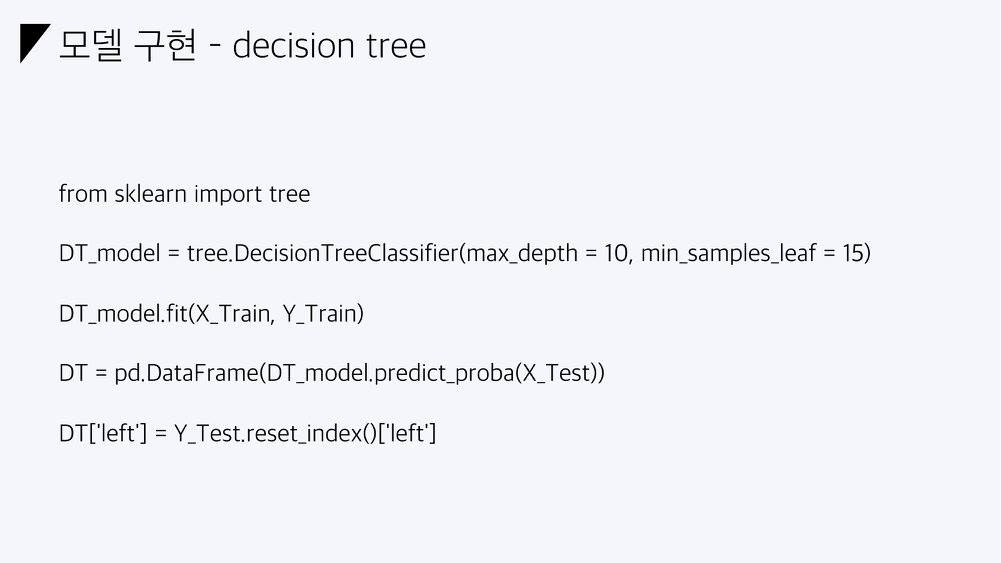 모델 구현 - decision tree
from sklearn import tree
DT_model = tree.DecisionTreeClassifier(max_depth = 10, min_samples_leaf = 15)
DT_model.fit(X_Train, Y_Train)
DT = pd.DataFrame(DT_model.predict_proba(X_Test))
DT['left'] = Y_Test.reset_index()['left']